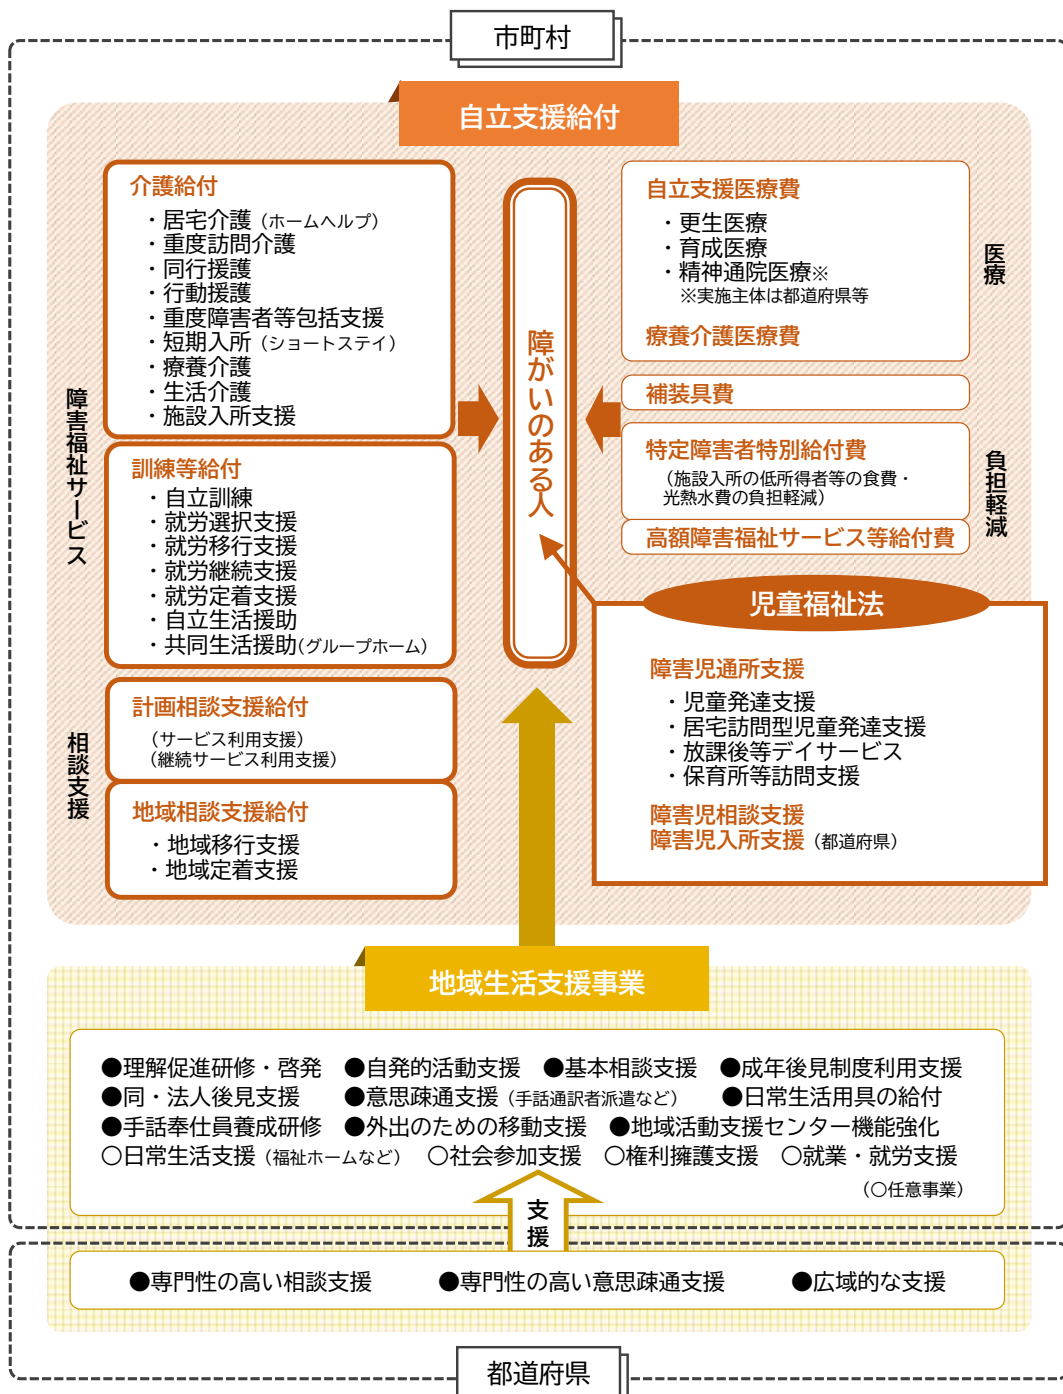 市町村
自立支援給付
障害福祉サービス
介護給付
・居宅介護（ホームヘルプ）
・重度訪問介護
・同行援護
・行動援護
・重度障害者等包括支援
・短期入所（ショートステイ）
・療養介護
・生活介護
・施設入所支援
訓練等給付
・自立訓練
・就労選択支援
・就労移行支援
・就労継続支援
・就労定着支援
・自立生活援助
・共同生活援助(グループホーム)
相談支援
計画相談支援給付
（サービス利用支援）
（継続サービス利用支援）
地域相談支援給付
・地域移行支援
・地域定着支援
障がいのある人
医療
自立支援医療費
・更生医療
・育成医療
・精神通院医療※
※実施主体は都道府県等
療養介護医療費
補装具費
負担軽減
特定障害者特別給付費
（施設入所の低所得者等の食費・
光熱水費の負担軽減）
高額障害福祉サービス等給付費
児童福祉法
障害児通所支援
・児童発達支援
・居宅訪問型児童発達支援
・放課後等デイサービス
・保育所等訪問支援
障害児相談支援
障害児入所支援（都道府県）
地域生活支援事業
●理解促進研修・啓発 ●自発的活動支援 ●基本相談支援 ●成年後見制度利用支援
●同・法人後見支援 ●意思疎通支援（手話通訳者派遣など） ●日常生活用具の給付
●手話奉仕員養成研修 ●外出のための移動支援 ●地域活動支援センター機能強化
○日常生活支援（福祉ホームなど） ○社会参加支援 ○権利擁護支援 ○就業・就労支援
（○任意事業）
支援
●専門性の高い相談支援 ●専門性の高い意思疎通支援 ●広域的な支援
都道府県